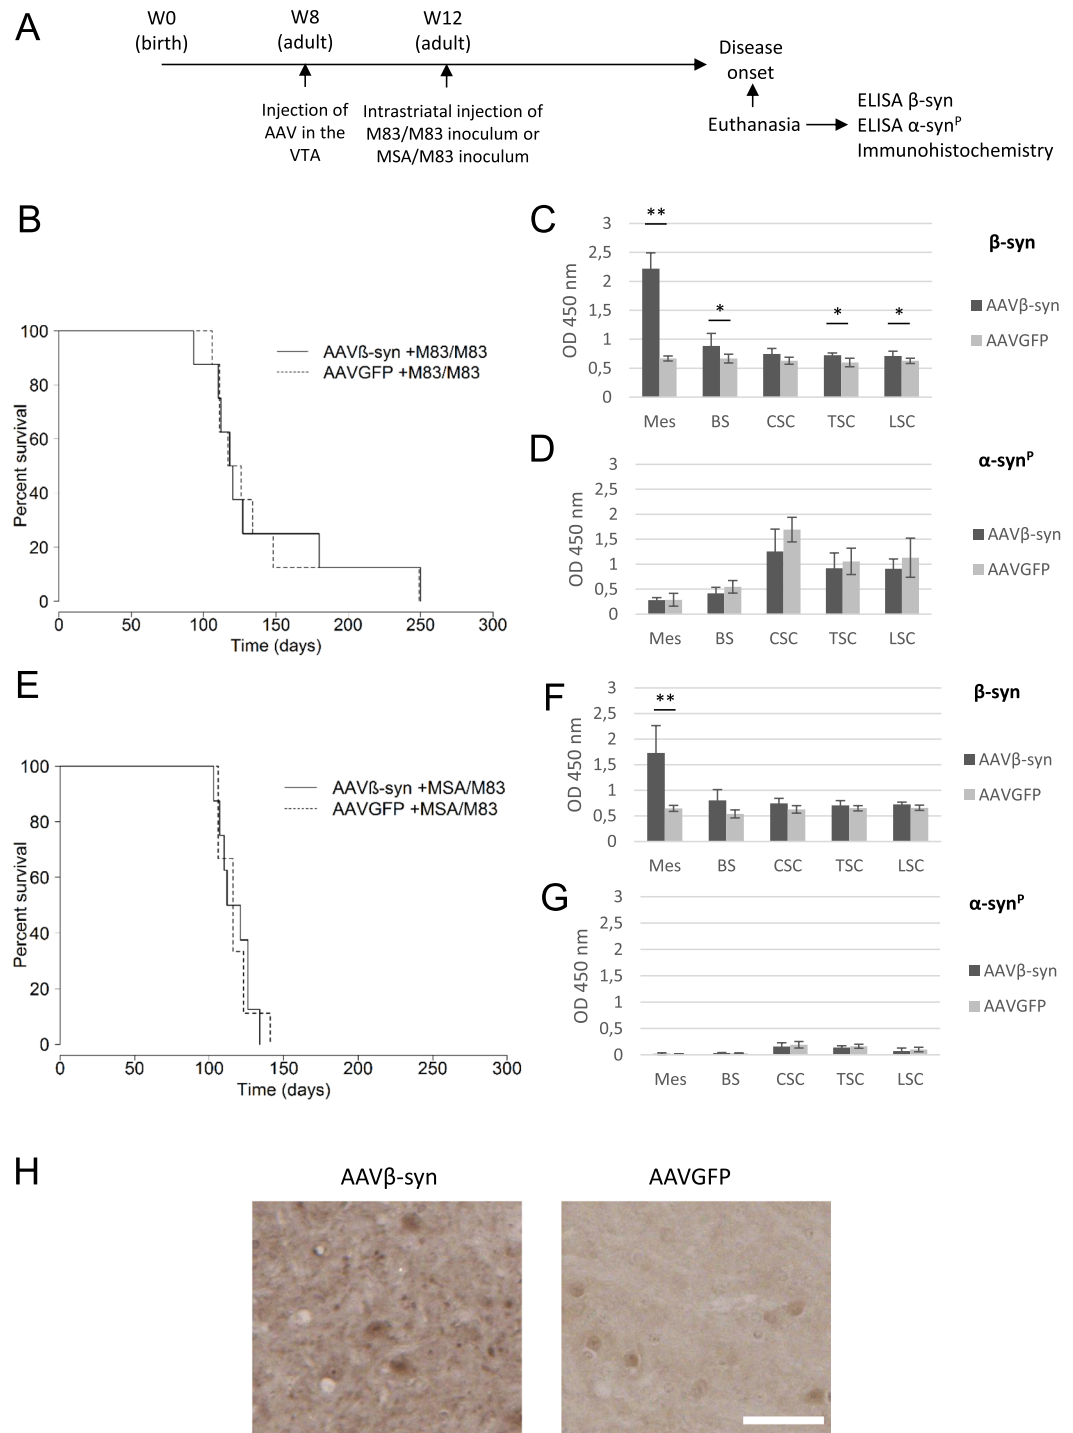 A
W0
(birth)
W8
(adult)
W12
(adult)
Disease
onset
Injection of
AAV in the
VTA
Intrastriatal injection of
M83/M83 inoculum or
MSA/M83 inoculum
Euthanasia
ELISA β-syn
ELISA α-synᴾ
Immunohistochemistry
B
Percent survival
100
80
60
40
20
0
0 50 100 150 200 250 300
Time (days)
AAVß-syn +M83/M83
AAVGFP +M83/M83
C
β-syn
OD 450 nm
3
2,5
2
1,5
1
0,5
0
** * * *
Mes BS CSC TSC LSC
AAVβ-syn
AAVGFP
D
α-synᴾ
OD 450 nm
3
2,5
2
1,5
1
0,5
0
Mes BS CSC TSC LSC
AAVβ-syn
AAVGFP
E
Percent survival
100
80
60
40
20
0
0 50 100 150 200 250 300
Time (days)
AAVß-syn +MSA/M83
AAVGFP +MSA/M83
F
β-syn
OD 450 nm
3
2,5
2
1,5
1
0,5
0
**
Mes BS CSC TSC LSC
AAVβ-syn
AAVGFP
G
α-synᴾ
OD 450 nm
3
2,5
2
1,5
1
0,5
0
Mes BS CSC TSC LSC
AAVβ-syn
AAVGFP
H
AAVβ-syn
AAVGFP